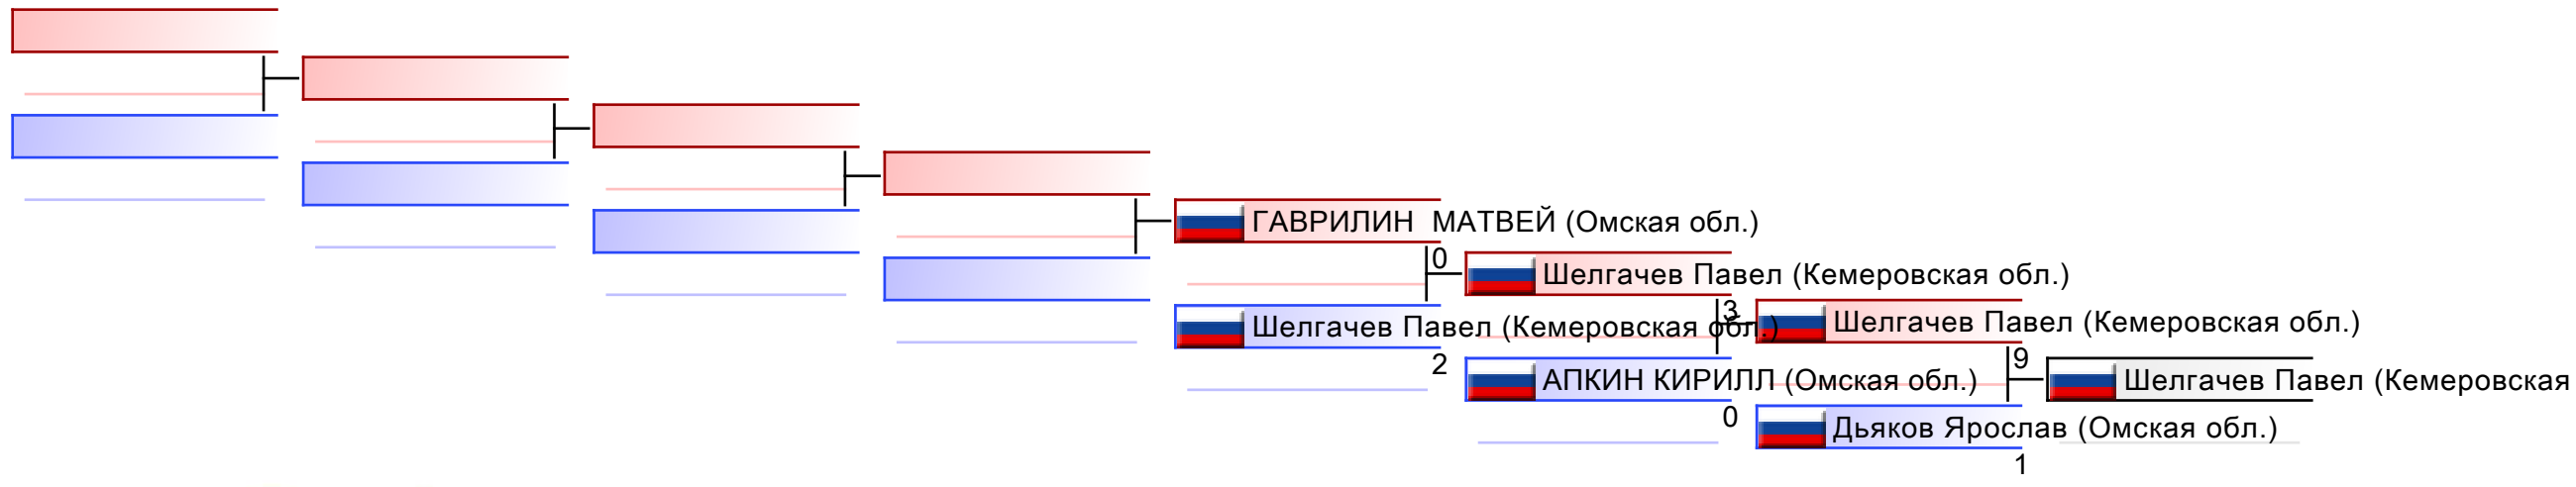 ГАВРИЛИН МАТВЕЙ (Омская обл.)
0
Шелгачев Павел (Кемеровская обл.)
2
Шелгачев Павел (Кемеровская обл.)
3
АПКИН КИРИЛЛ (Омская обл.)
0
Шелгачев Павел (Кемеровская обл.)
9
Дьяков Ярослав (Омская обл.)
1
Шелгачев Павел (Кемеровская